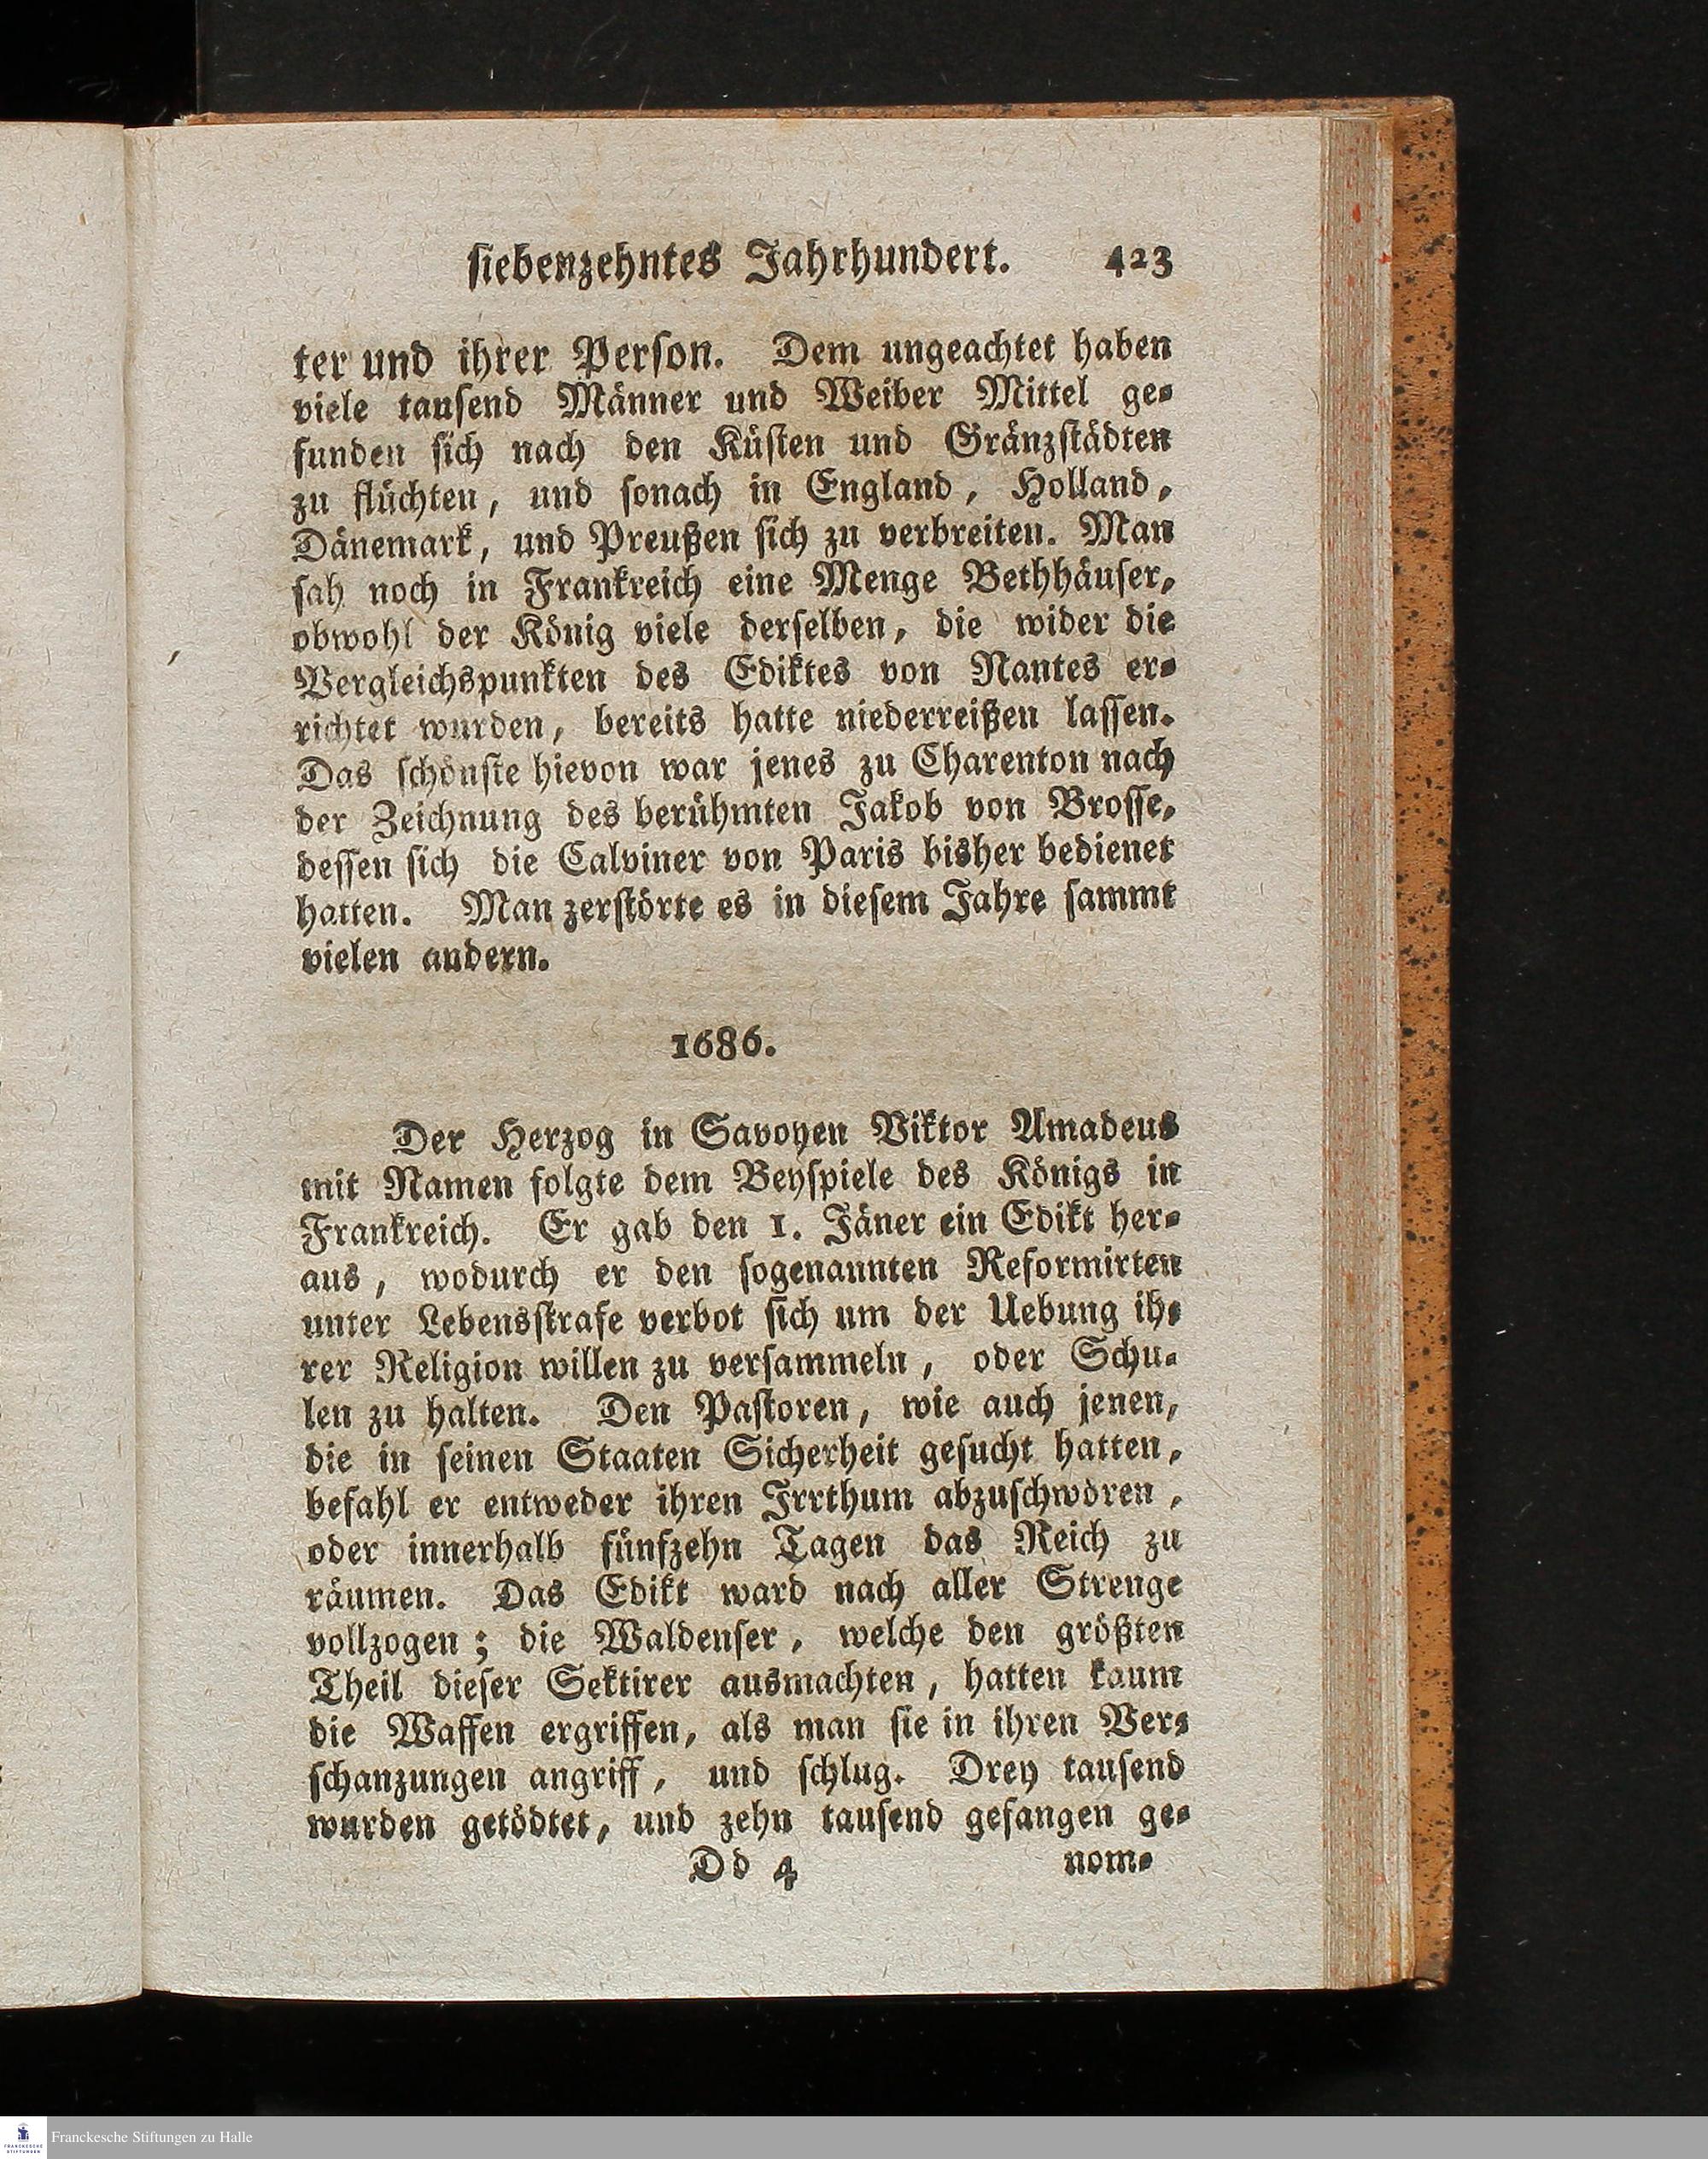 siebenzehntes Jahrhundert. 423
ter und ihrer Person. Dem ungeachtet haben
viele tausend Männer und Weiber Mittel ge-
funden sich nach den Küsten und Gränzstädten
zu flüchten, und sonach in England, Holland,
Dänemark, und Preußen sich zu verbreiten. Man
sah noch in Frankreich eine Menge Bethhäuser,
obwohl der König viele derselben, die wider die
Vergleichspunkten des Ediktes von Nantes er-
richtet wurden, bereits hatte niederreißen lassen.
Das schönste hievon war jenes zu Charenton nach
der Zeichnung des berühmten Jakob von Brosse,
dessen sich die Calviner von Paris bisher bedienet
hatten. Man zerstörte es in diesem Jahre sammt
vielen andern.
1686.
Der Herzog in Savoyen Viktor Amadeus
mit Namen folgte dem Beyspiele des Königs in
Frankreich. Er gab den 1. Jäner ein Edikt her-
aus, wodurch er den sogenannten Reformirten
unter Lebensstrafe verbot sich um der Uebung ih-
rer Religion willen zu versammeln, oder Schu-
len zu halten. Den Pastoren, wie auch jenen,
die in seinen Staaten Sicherheit gesucht hatten,
befahl er entweder ihren Irrthum abzuschwören,
oder innerhalb fünfzehn Tagen das Reich zu
räumen. Das Edikt ward nach aller Strenge
vollzogen; die Waldenser, welche den größten
Theil dieser Sektirer ausmachten, hatten kaum
die Waffen ergriffen, als man sie in ihren Ver-
schanzungen angriff, und schlug. Drey tausend
wurden getödtet, und zehn tausend gefangen ge-
Dd 4 nom-
FRANCKESCHE
STIFTUNGEN
Franckesche Stiftungen zu Halle